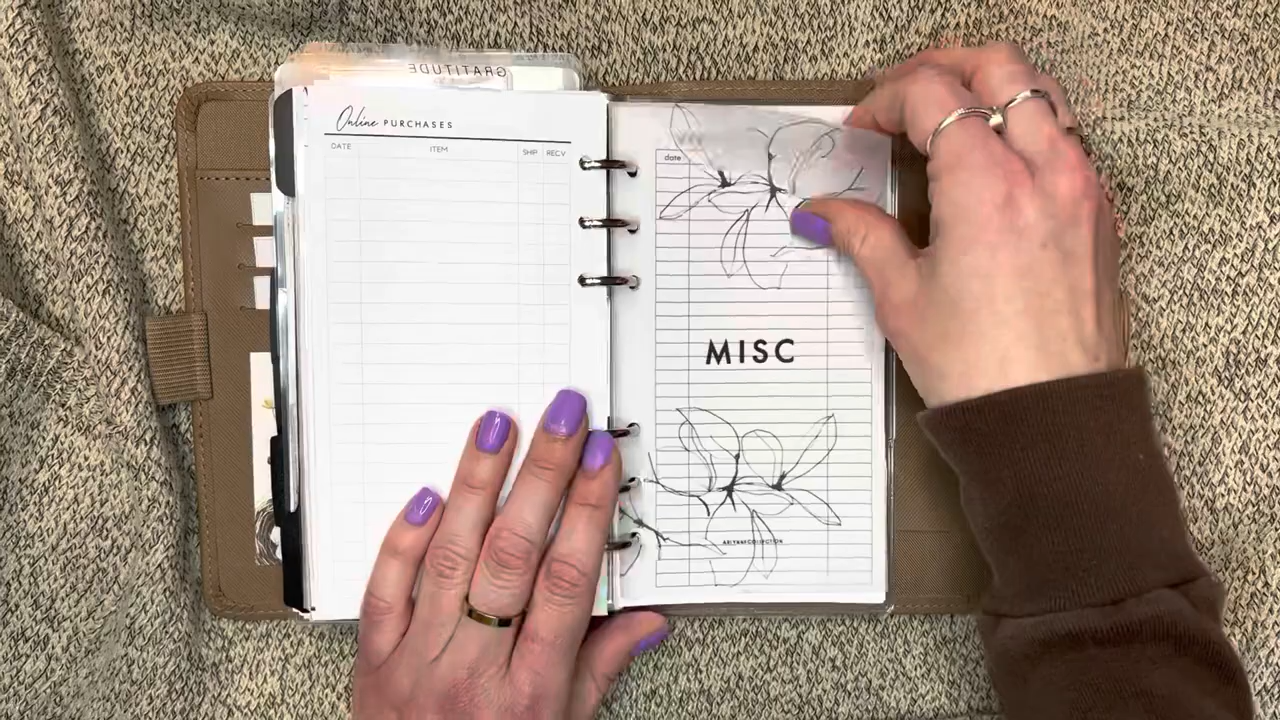 GRATITUDE
Online PURCHASES
DATE ITEM SHIP RECV
date
MISC